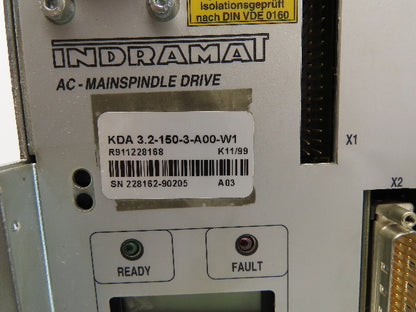 Isolationsgeprüft
nach DIN VDE 0160
INDRAMAT
AC - MAINSPINDLE DRIVE
KDA 3.2-150-3-A00-W1
R911228168 K11/99
SN 228162-90205 A03
X1
X2
READY
FAULT